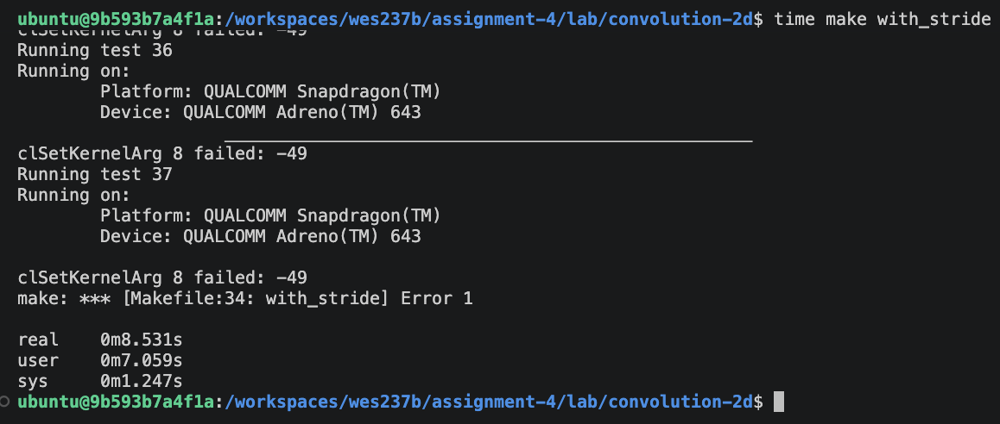 ubuntu@9b593b7a4f1a:/workspaces/wes237b/assignment-4/lab/convolution-2d$ time make with_stride
clSetKernelArg 8 failed: -49
Running test 36
Running on:
        Platform: QUALCOMM Snapdragon(TM)
        Device: QUALCOMM Adreno(TM) 643
clSetKernelArg 8 failed: -49
Running test 37
Running on:
        Platform: QUALCOMM Snapdragon(TM)
        Device: QUALCOMM Adreno(TM) 643
clSetKernelArg 8 failed: -49
make: *** [Makefile:34: with_stride] Error 1
real    0m8.531s
user    0m7.059s
sys     0m1.247s
ubuntu@9b593b7a4f1a:/workspaces/wes237b/assignment-4/lab/convolution-2d$